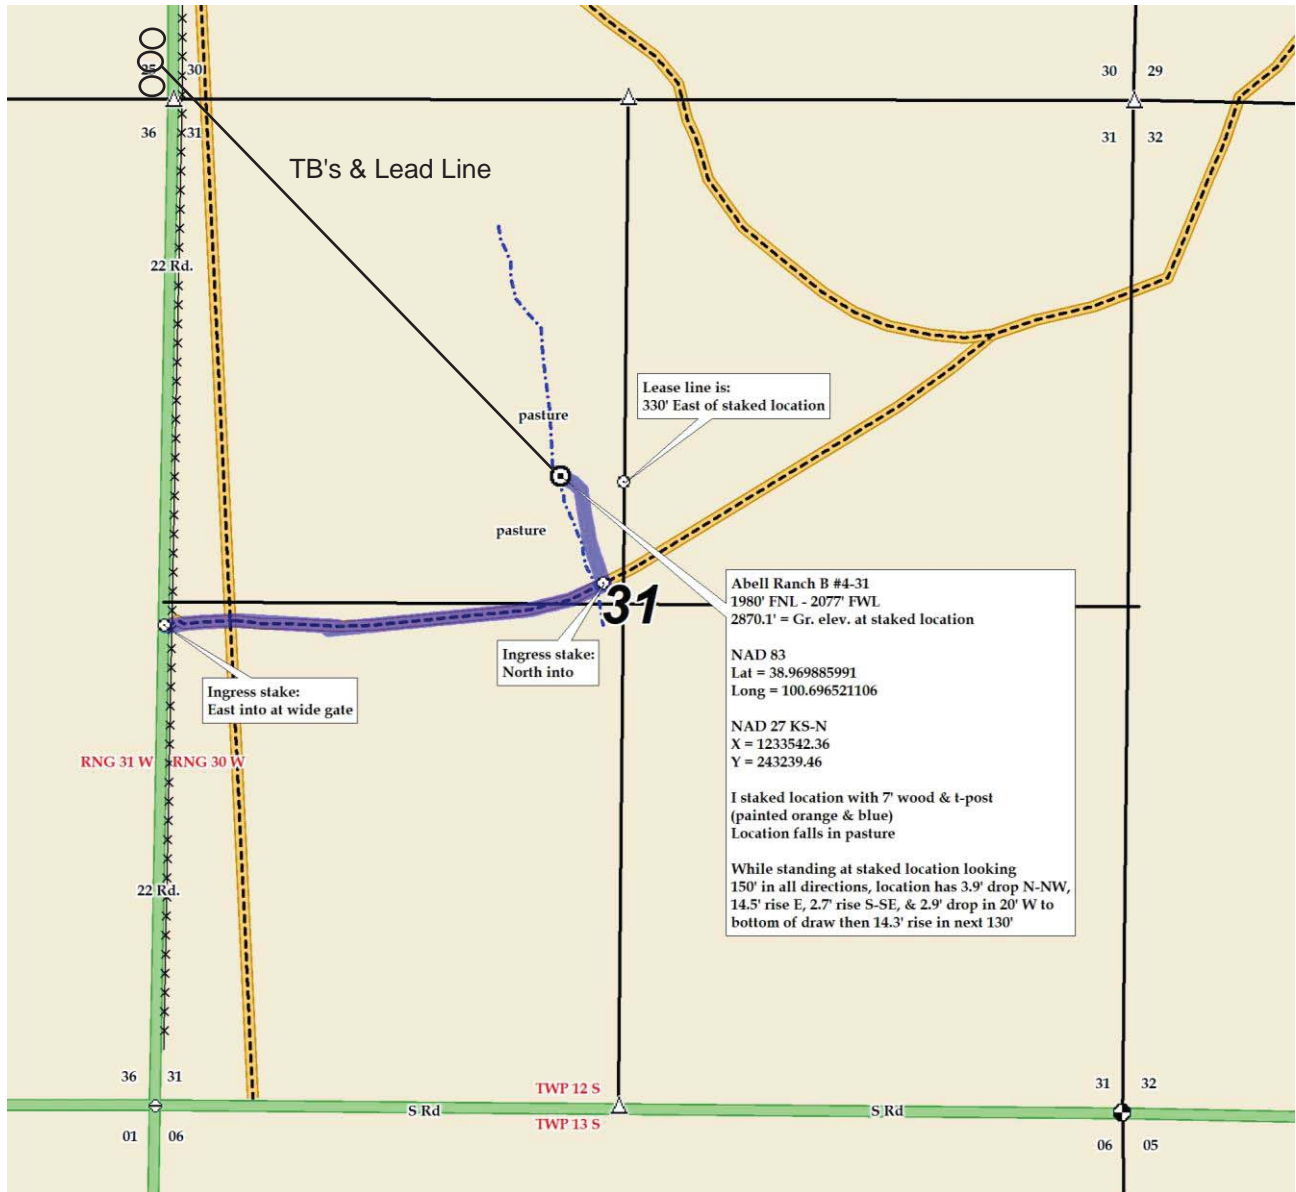 25 30
30 29
36 31
31 32
TB's & Lead Line
22 Rd.
Lease line is:
330' East of staked location
pasture
pasture
Abell Ranch B #4-31
1980' FNL - 2077' FWL
2870.1' = Gr. elev. at staked location
NAD 83
Lat = 38.969885991
Long = 100.696521106
NAD 27 KS-N
X = 1233542.36
Y = 243239.46
I staked location with 7' wood & t-post
(painted orange & blue)
Location falls in pasture
While standing at staked location looking
150' in all directions, location has 3.9' drop N-NW,
14.5' rise E, 2.7' rise S-SE, & 2.9' drop in 20' W to
bottom of draw then 14.3' rise in next 130'
31
Ingress stake:
North into
Ingress stake:
East into at wide gate
RNG 31 W RNG 30 W
22 Rd.
36 31
31 32
TWP 12 S
S Rd
S Rd
TWP 13 S
01 06
06 05